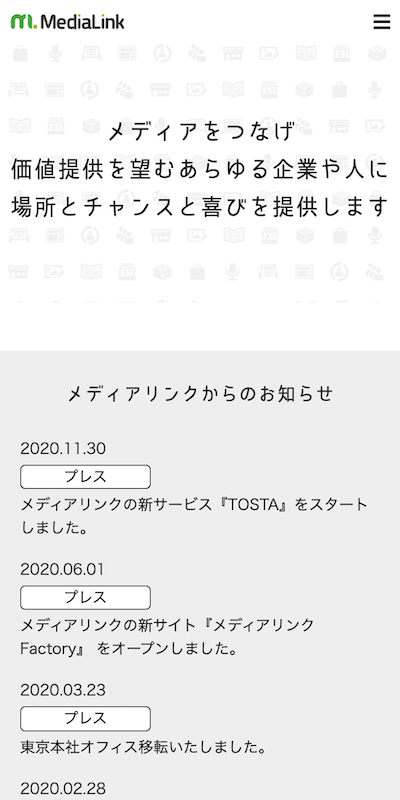 m. MediaLink
メディアをつなげ
価値提供を望むあらゆる企業や人に
場所とチャンスと喜びを提供します
メディアリンクからのお知らせ
2020.11.30
プレス
メディアリンクの新サービス『TOSTA』をスタート
しました。
2020.06.01
プレス
メディアリンクの新サイト『メディアリンク
Factory』 をオープンしました。
2020.03.23
プレス
東京本社オフィス移転いたしました。
2020.02.28